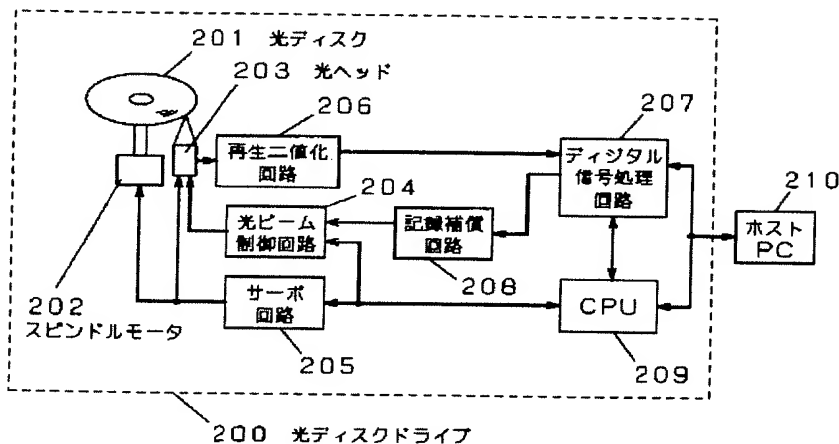 201 光ディスク
203 光ヘッド
206
207
再生二値化
回路
ディジタル
信号処理
回路
204
210
光ビーム
制御回路
記録補償
回路
ホスト
PC
208
202
スピンドルモータ
サーボ
回路
CPU
205
209
200 光ディスクドライブ